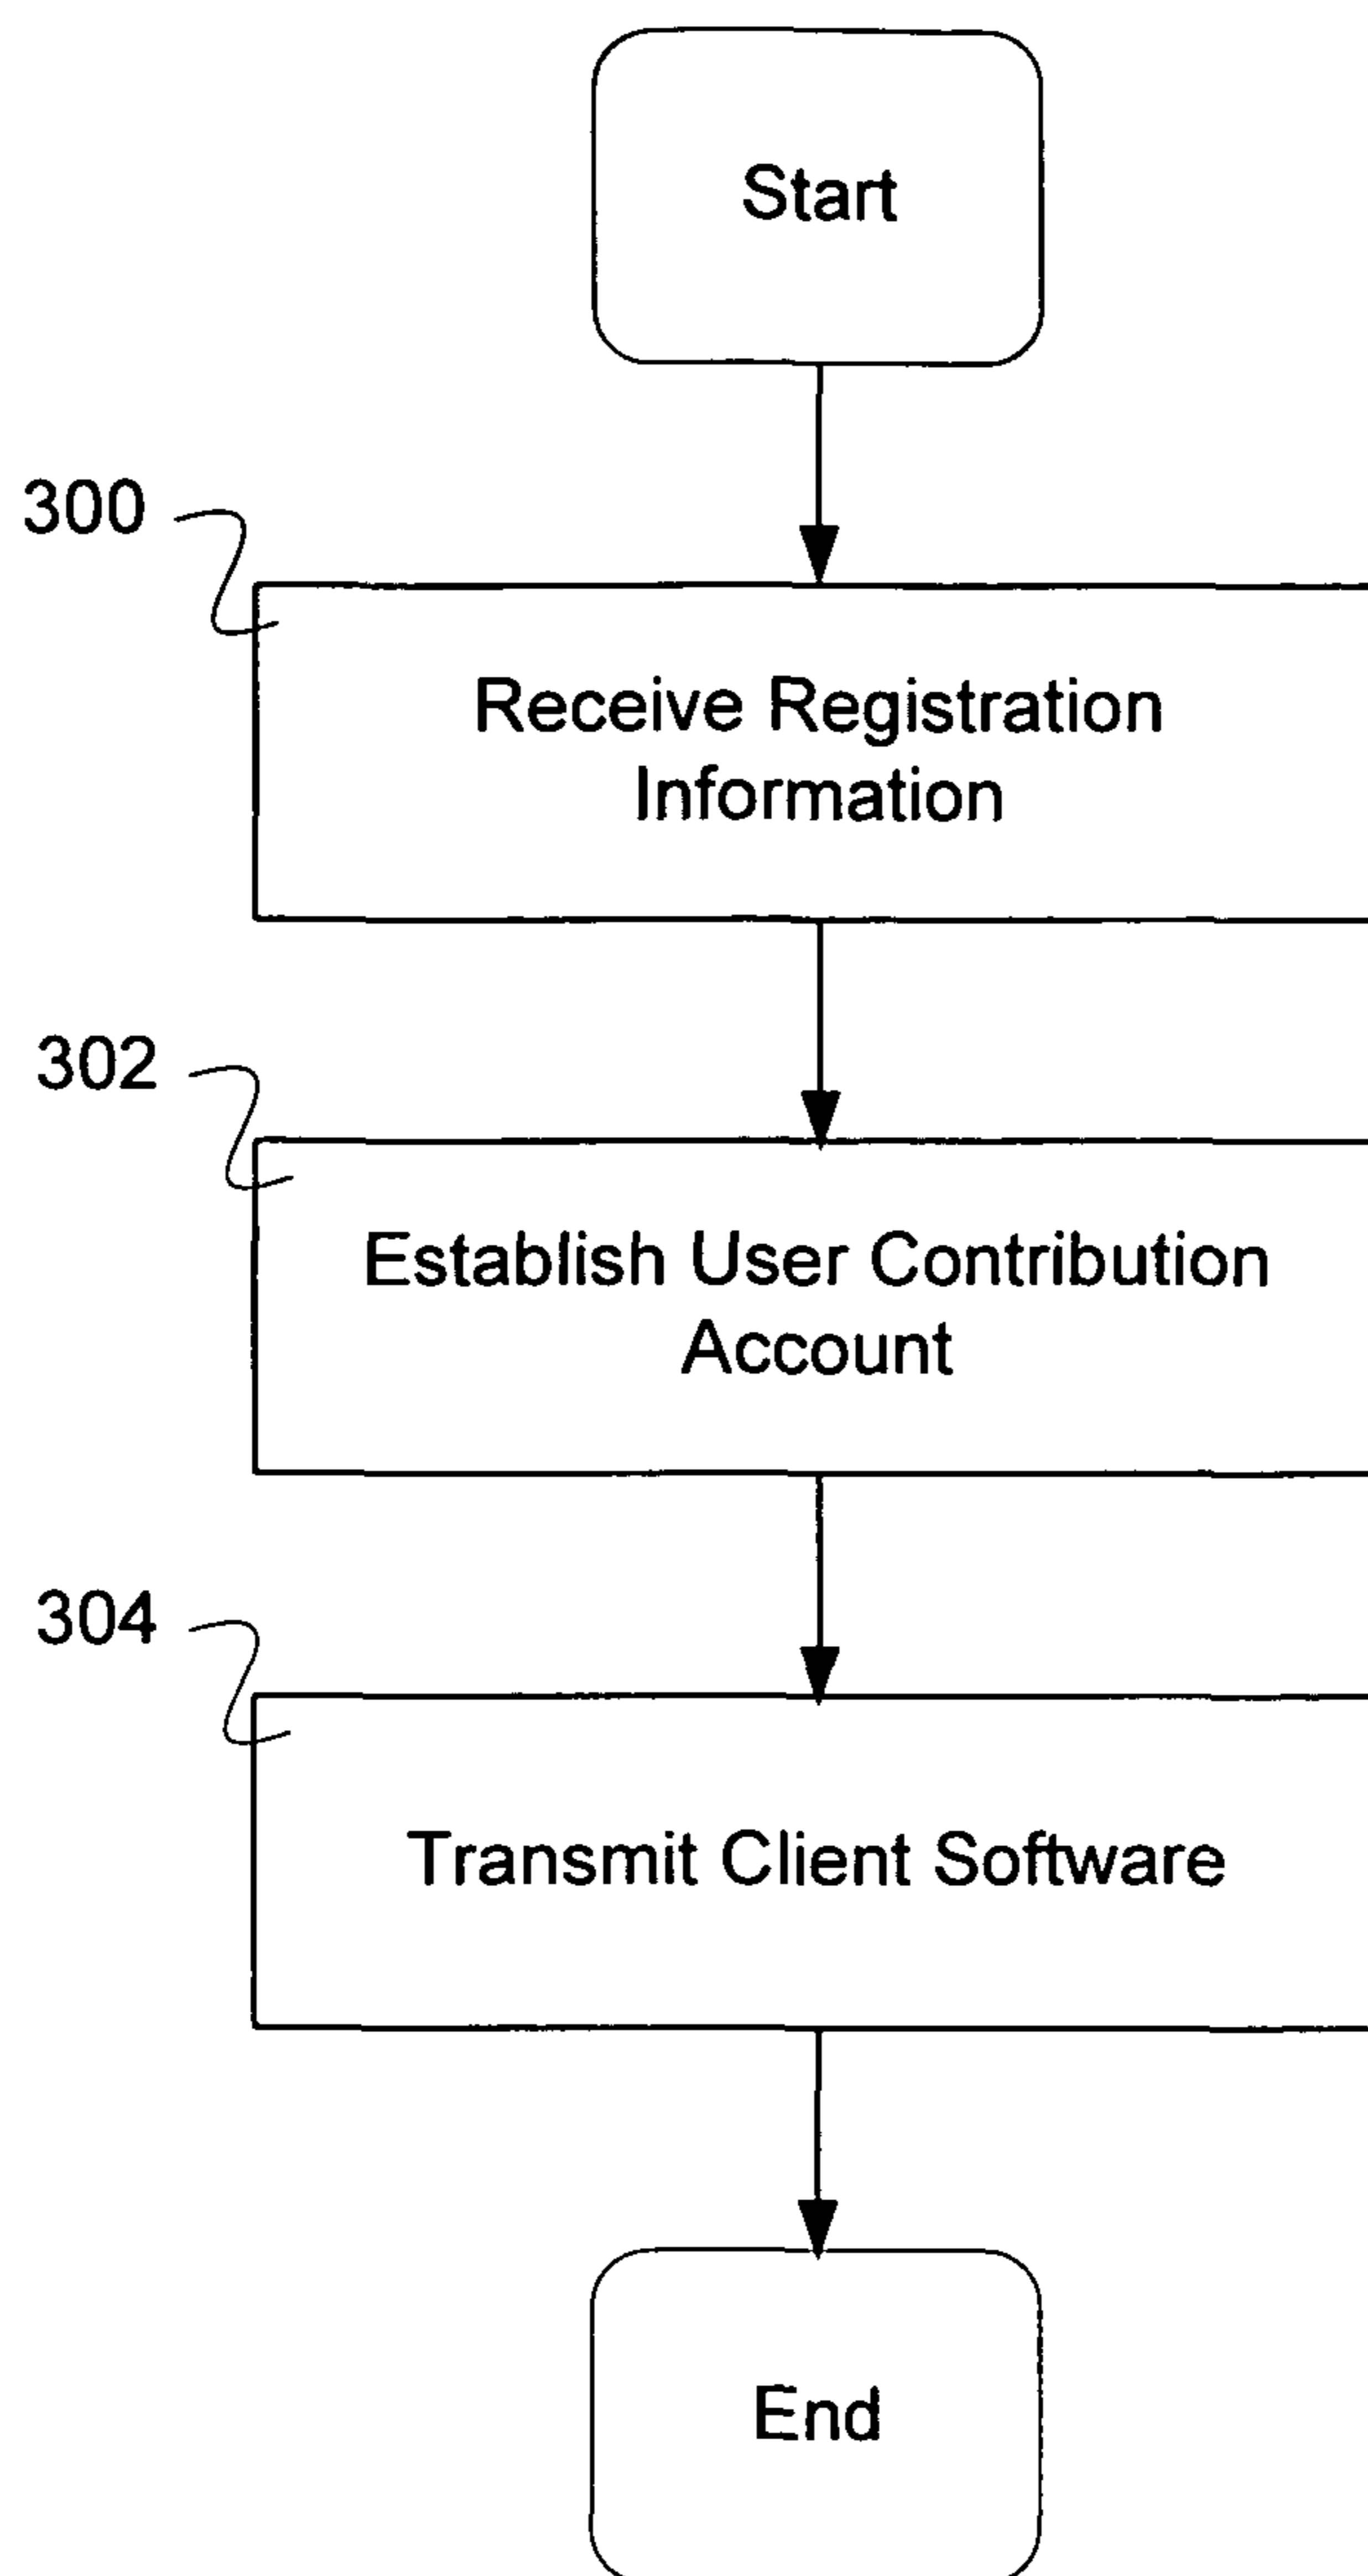 Start
300
Receive Registration
Information
302
Establish User Contribution
Account
304
Transmit Client Software
End